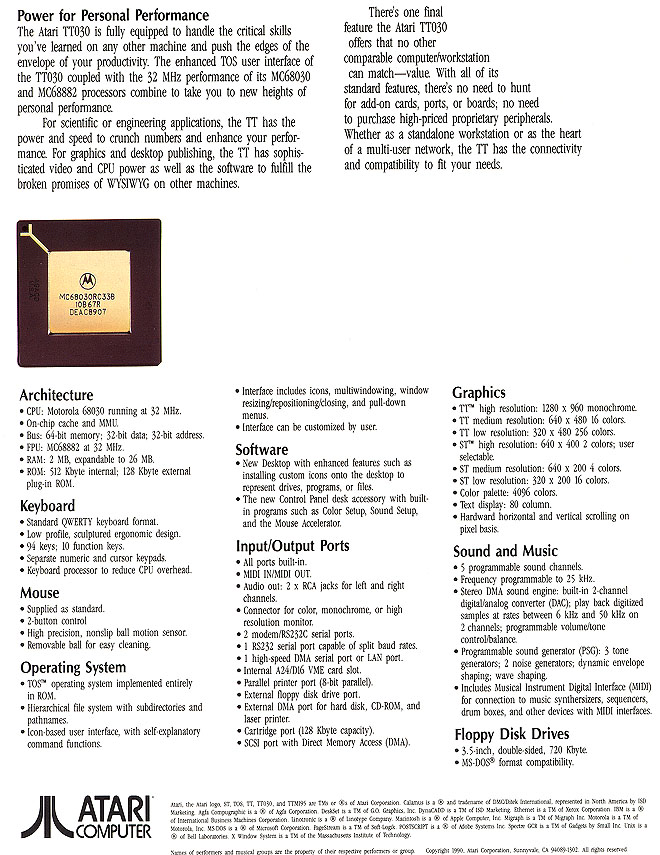 Power for Personal Performance
The Atari TT030 is fully equipped to handle the critical skills
you've learned on any other machine and push the edges of the
envelope of your productivity. The enhanced TOS user interface of
the TT030 coupled with the 32 MHz performance of its MC68030
and MC68882 processors combine to take you to new heights of
personal performance.
For scientific or engineering applications, the TT has the
power and speed to crunch numbers and enhance your perfor-
mance. For graphics and desktop publishing, the TT has sophis-
ticated video and CPU power as well as the software to fulfill the
broken promises of WYSIWYG on other machines.
There's one final
feature the Atari TT030
offers that no other
comparable computer/workstation
can match—value. With all of its
standard features, there's no need to hunt
for add-on cards, ports, or boards; no need
to purchase high-priced proprietary peripherals.
Whether as a standalone workstation or as the heart
of a multi-user network, the TT has the connectivity
and compatibility to fit your needs.
MC68030RC33B
10B67R
DEAC8907
Architecture
• CPU: Motorola 68030 running at 32 MHz.
• On-chip cache and MMU.
• Bus: 64-bit memory; 32-bit data; 32-bit address.
• FPU: MC68882 at 32 MHz.
• RAM: 2 MB, expandable to 26 MB.
• ROM: 512 Kbyte internal; 128 Kbyte external
plug-in ROM.
Keyboard
• Standard QWERTY keyboard format.
• Low profile, sculptured ergonomic design.
• 94 keys; 10 function keys.
• Separate numeric and cursor keypads.
• Keyboard processor to reduce CPU overhead.
Mouse
• Supplied as standard.
• 2-button control
• High precision, nonslip ball motion sensor.
• Removable ball for easy cleaning.
Operating System
• TOS™ operating system implemented entirely
in ROM.
• Hierarchical file system with subdirectories and
pathnames.
• Icon-based user interface, with self-explanatory
command functions.
• Interface includes icons, multiwindowing, window
resizing/repositioning/closing, and pull-down
menus.
• Interface can be customized by user.
Software
• New Desktop with enhanced features such as
installing custom icons onto the desktop to
represent drives, programs, or files.
• The new Control Panel desk accessory with built-
in programs such as Color Setup, Sound Setup,
and the Mouse Accelerator.
Input/Output Ports
• All ports built-in.
• MIDI IN/MIDI OUT.
• Audio out: 2 x RCA jacks for left and right
channels.
• Connector for color, monochrome, or high
resolution monitor.
• 2 modem/RS232C serial ports.
• 1 RS232 serial port capable of split baud rates.
• 1 high-speed DMA serial port or LAN port.
• Internal A24/D16 VME card slot.
• Parallel printer port (8-bit parallel).
• External floppy disk drive port.
• External DMA port for hard disk, CD-ROM, and
laser printer.
• Cartridge port (128 Kbyte capacity).
• SCSI port with Direct Memory Access (DMA).
Graphics
• TT™ high resolution: 1280 x 960 monochrome.
• TT medium resolution: 640 x 480 16 colors.
• TT low resolution: 320 x 480 256 colors.
• ST™ high resolution: 640 x 400 2 colors; user
selectable.
• ST medium resolution: 640 x 200 4 colors.
• ST low resolution: 320 x 200 16 colors.
• Color palette: 4096 colors.
• Text display: 80 column.
• Hardward horizontal and vertical scrolling on
pixel basis.
Sound and Music
• 5 programmable sound channels.
• Frequency programmable to 25 kHz.
• Stereo DMA sound engine: built-in 2-channel
digital/analog converter (DAC); play back digitized
samples at rates between 6 kHz and 50 kHz on
2 channels; programmable volume/tone
control/balance.
• Programmable sound generator (PSG): 3 tone
generators; 2 noise generators; dynamic envelope
shaping; wave shaping.
• Includes Musical Instrument Digital Interface (MIDI)
for connection to music synthersizers, sequencers,
drum boxes, and other devices with MIDI interfaces.
Floppy Disk Drives
• 3.5-inch, double-sided, 720 Kbyte.
• MS-DOS® format compatibility.
ATARI
COMPUTER
Atari, the Atari logo, ST, TOS, TT, TT030, and TTM195 are TMs or ®s of Atari Corporation. Calamus is a ® and tradename of DMC/Ditek International, represented in North America by ISD
Marketing. Agfa Compugraphic is a ® of Agfa Corporation. DeskSet is a TM of G.O. Graphics, Inc. DynaCADD is a TM of ISD Marketing. Ethernet is a TM of Xerox Corporation. IBM is a ®
of International Business Machines Corporation. Linotronic is a ® of Linotype Company. Macintosh is a ® of Apple Computer, Inc. Migraph is a TM of Migraph Inc. Motorola is a TM of
Motorola, Inc. MS-DOS is a ® of Microsoft Corporation. PageStream is a TM of Soft-Logik. POSTSCRIPT is a ® of Adobe Systems Inc. Spectre GCR is a TM of Gadgets by Small Inc. Unix is a
® of Bell Laboratories. X Window System is a TM of the Massachusetts Institute of Technology.
Names of performers and musical groups are the property of their respective performers or group. Copyright 1990, Atari Corporation, Sunnyvale, CA 94089-1302. All rights reserved.